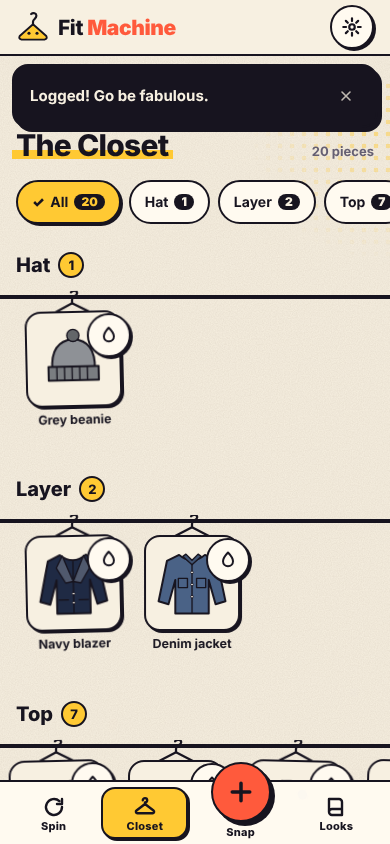 Fit Machine
Logged! Go be fabulous.
The Closet
20 pieces
All 20
Hat 1
Layer 2
Top 7
Hat 1
Grey beanie
Layer 2
Navy blazer
Denim jacket
Top 7
Spin
Closet
Snap
Looks